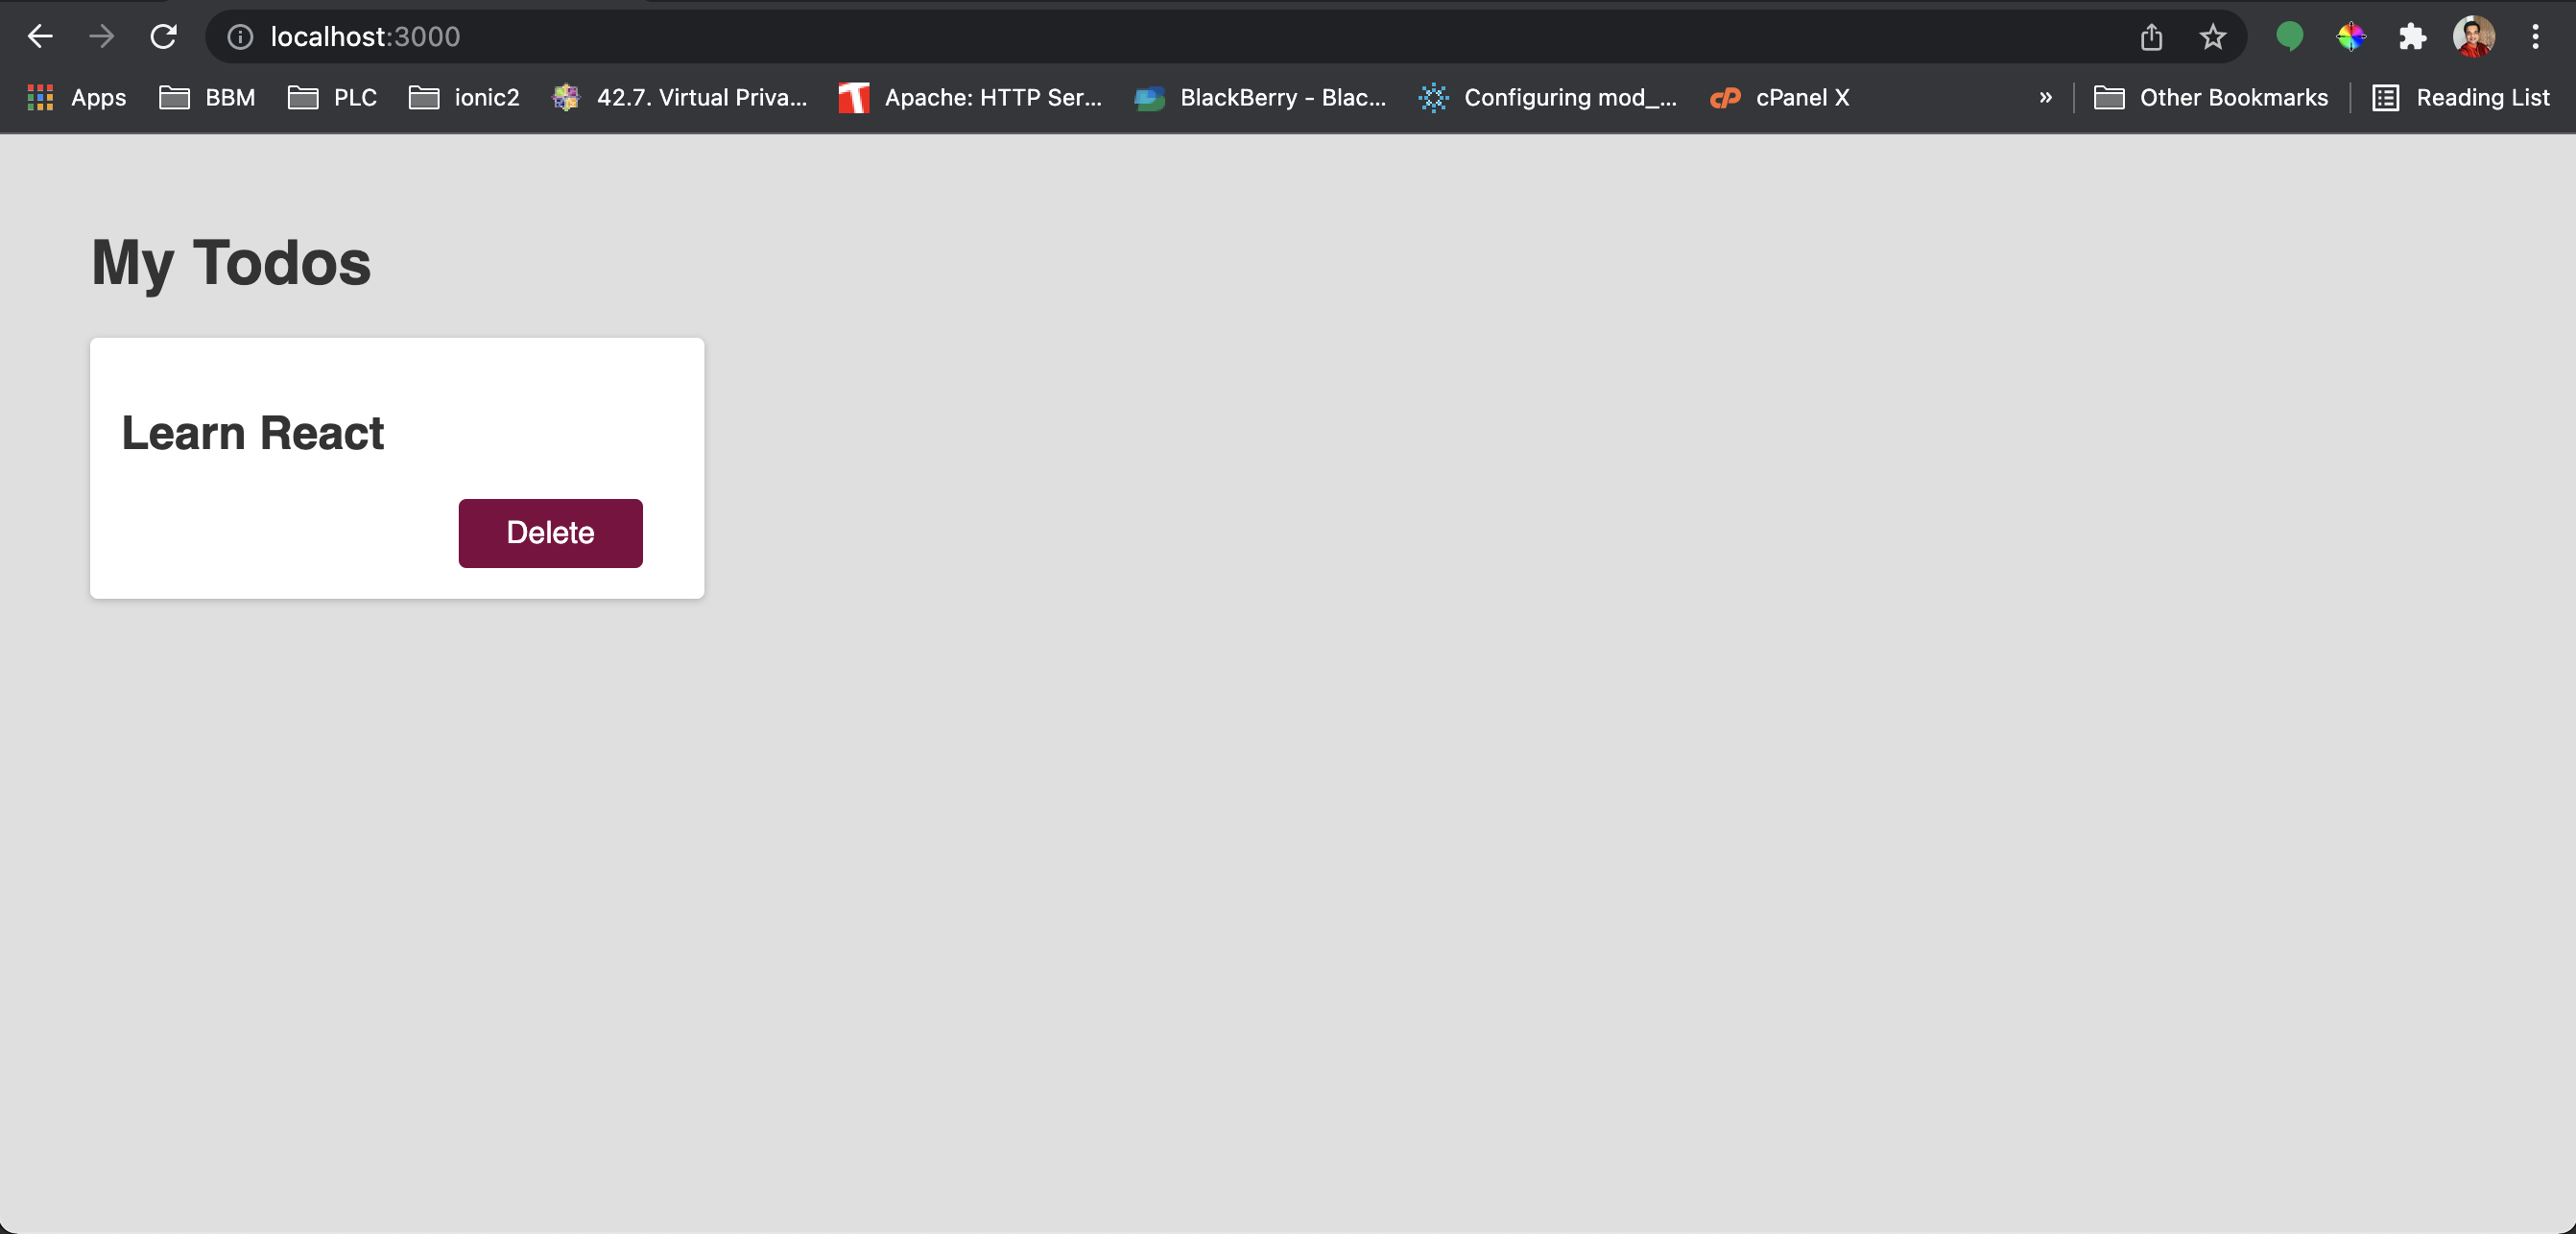 localhost:3000
Apps BBM PLC ionic2 42.7. Virtual Priva... Apache: HTTP Ser... BlackBerry - Blac... Configuring mod_... cPanel X » Other Bookmarks Reading List
My Todos
Learn React
Delete